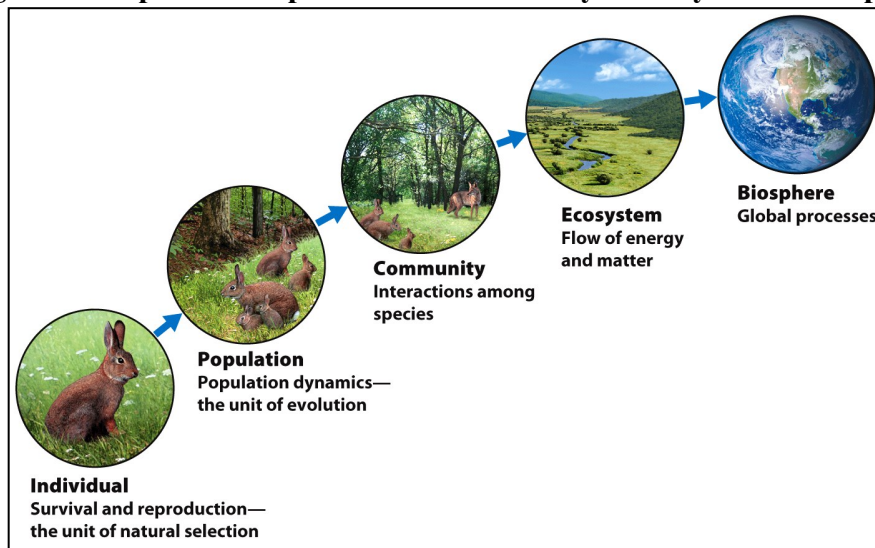 Individual
Survival and reproduction—
the unit of natural selection
Population
Population dynamics—
the unit of evolution
Community
Interactions among
species
Ecosystem
Flow of energy
and matter
Biosphere
Global processes